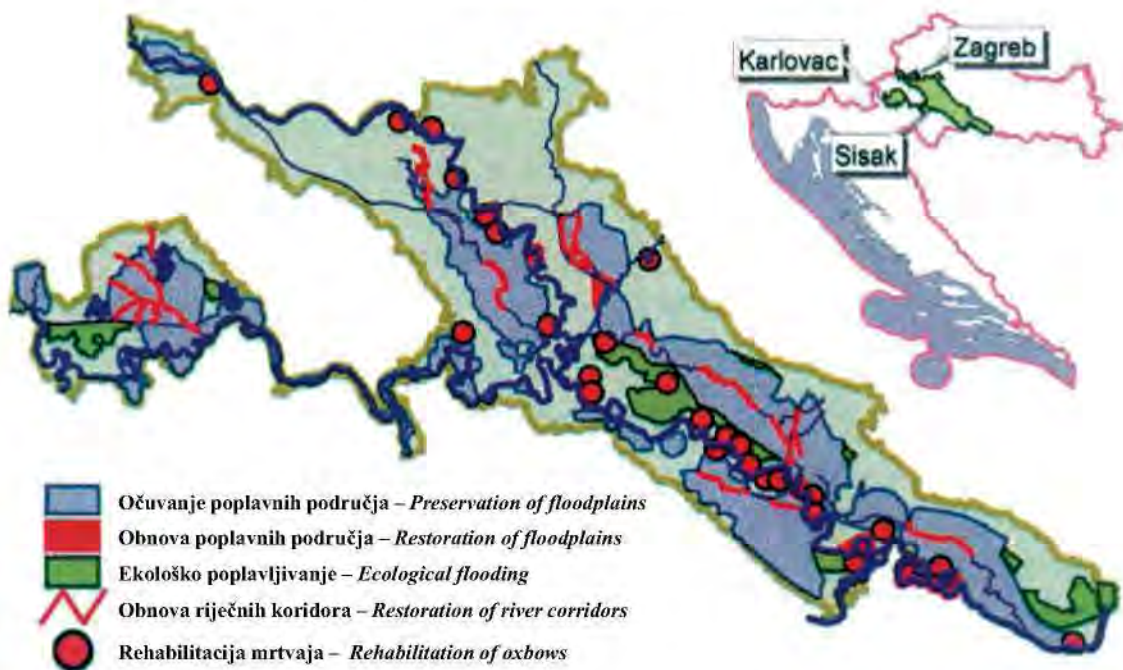 Karlovac
Zagreb
Sisak
Očuvanje poplavnih područja – Preservation of floodplains
Obnova poplavnih područja – Restoration of floodplains
Ekološko poplavljivanje – Ecological flooding
Obnova riječnih koridora – Restoration of river corridors
Rehabilitacija mrtvaja – Rehabilitation of oxbows